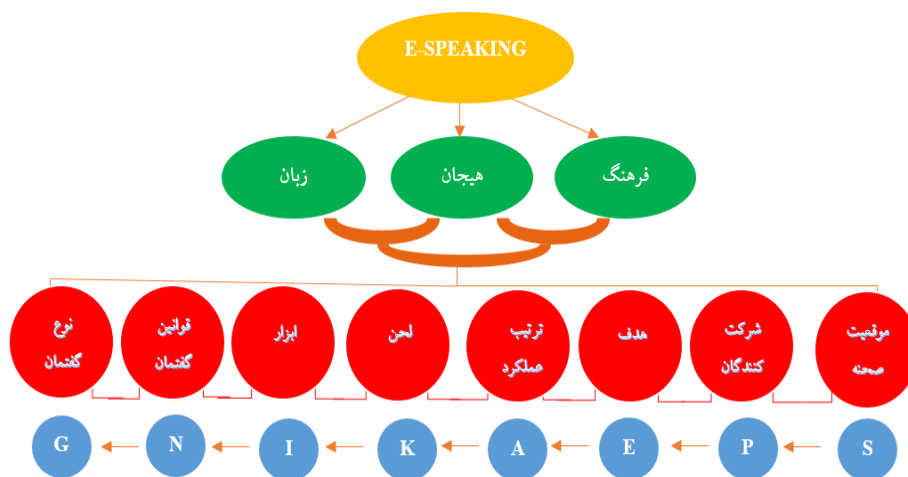 E-SPEAKING
فرهنگ
هیجان
زبان
موقعیت
صحنه
شرکت
کنندگان
هدف
ترتیب
عملکرد
لحن
ابزار
قوانین
گفتمان
نوع
گفتمان
S
P
E
A
K
I
N
G